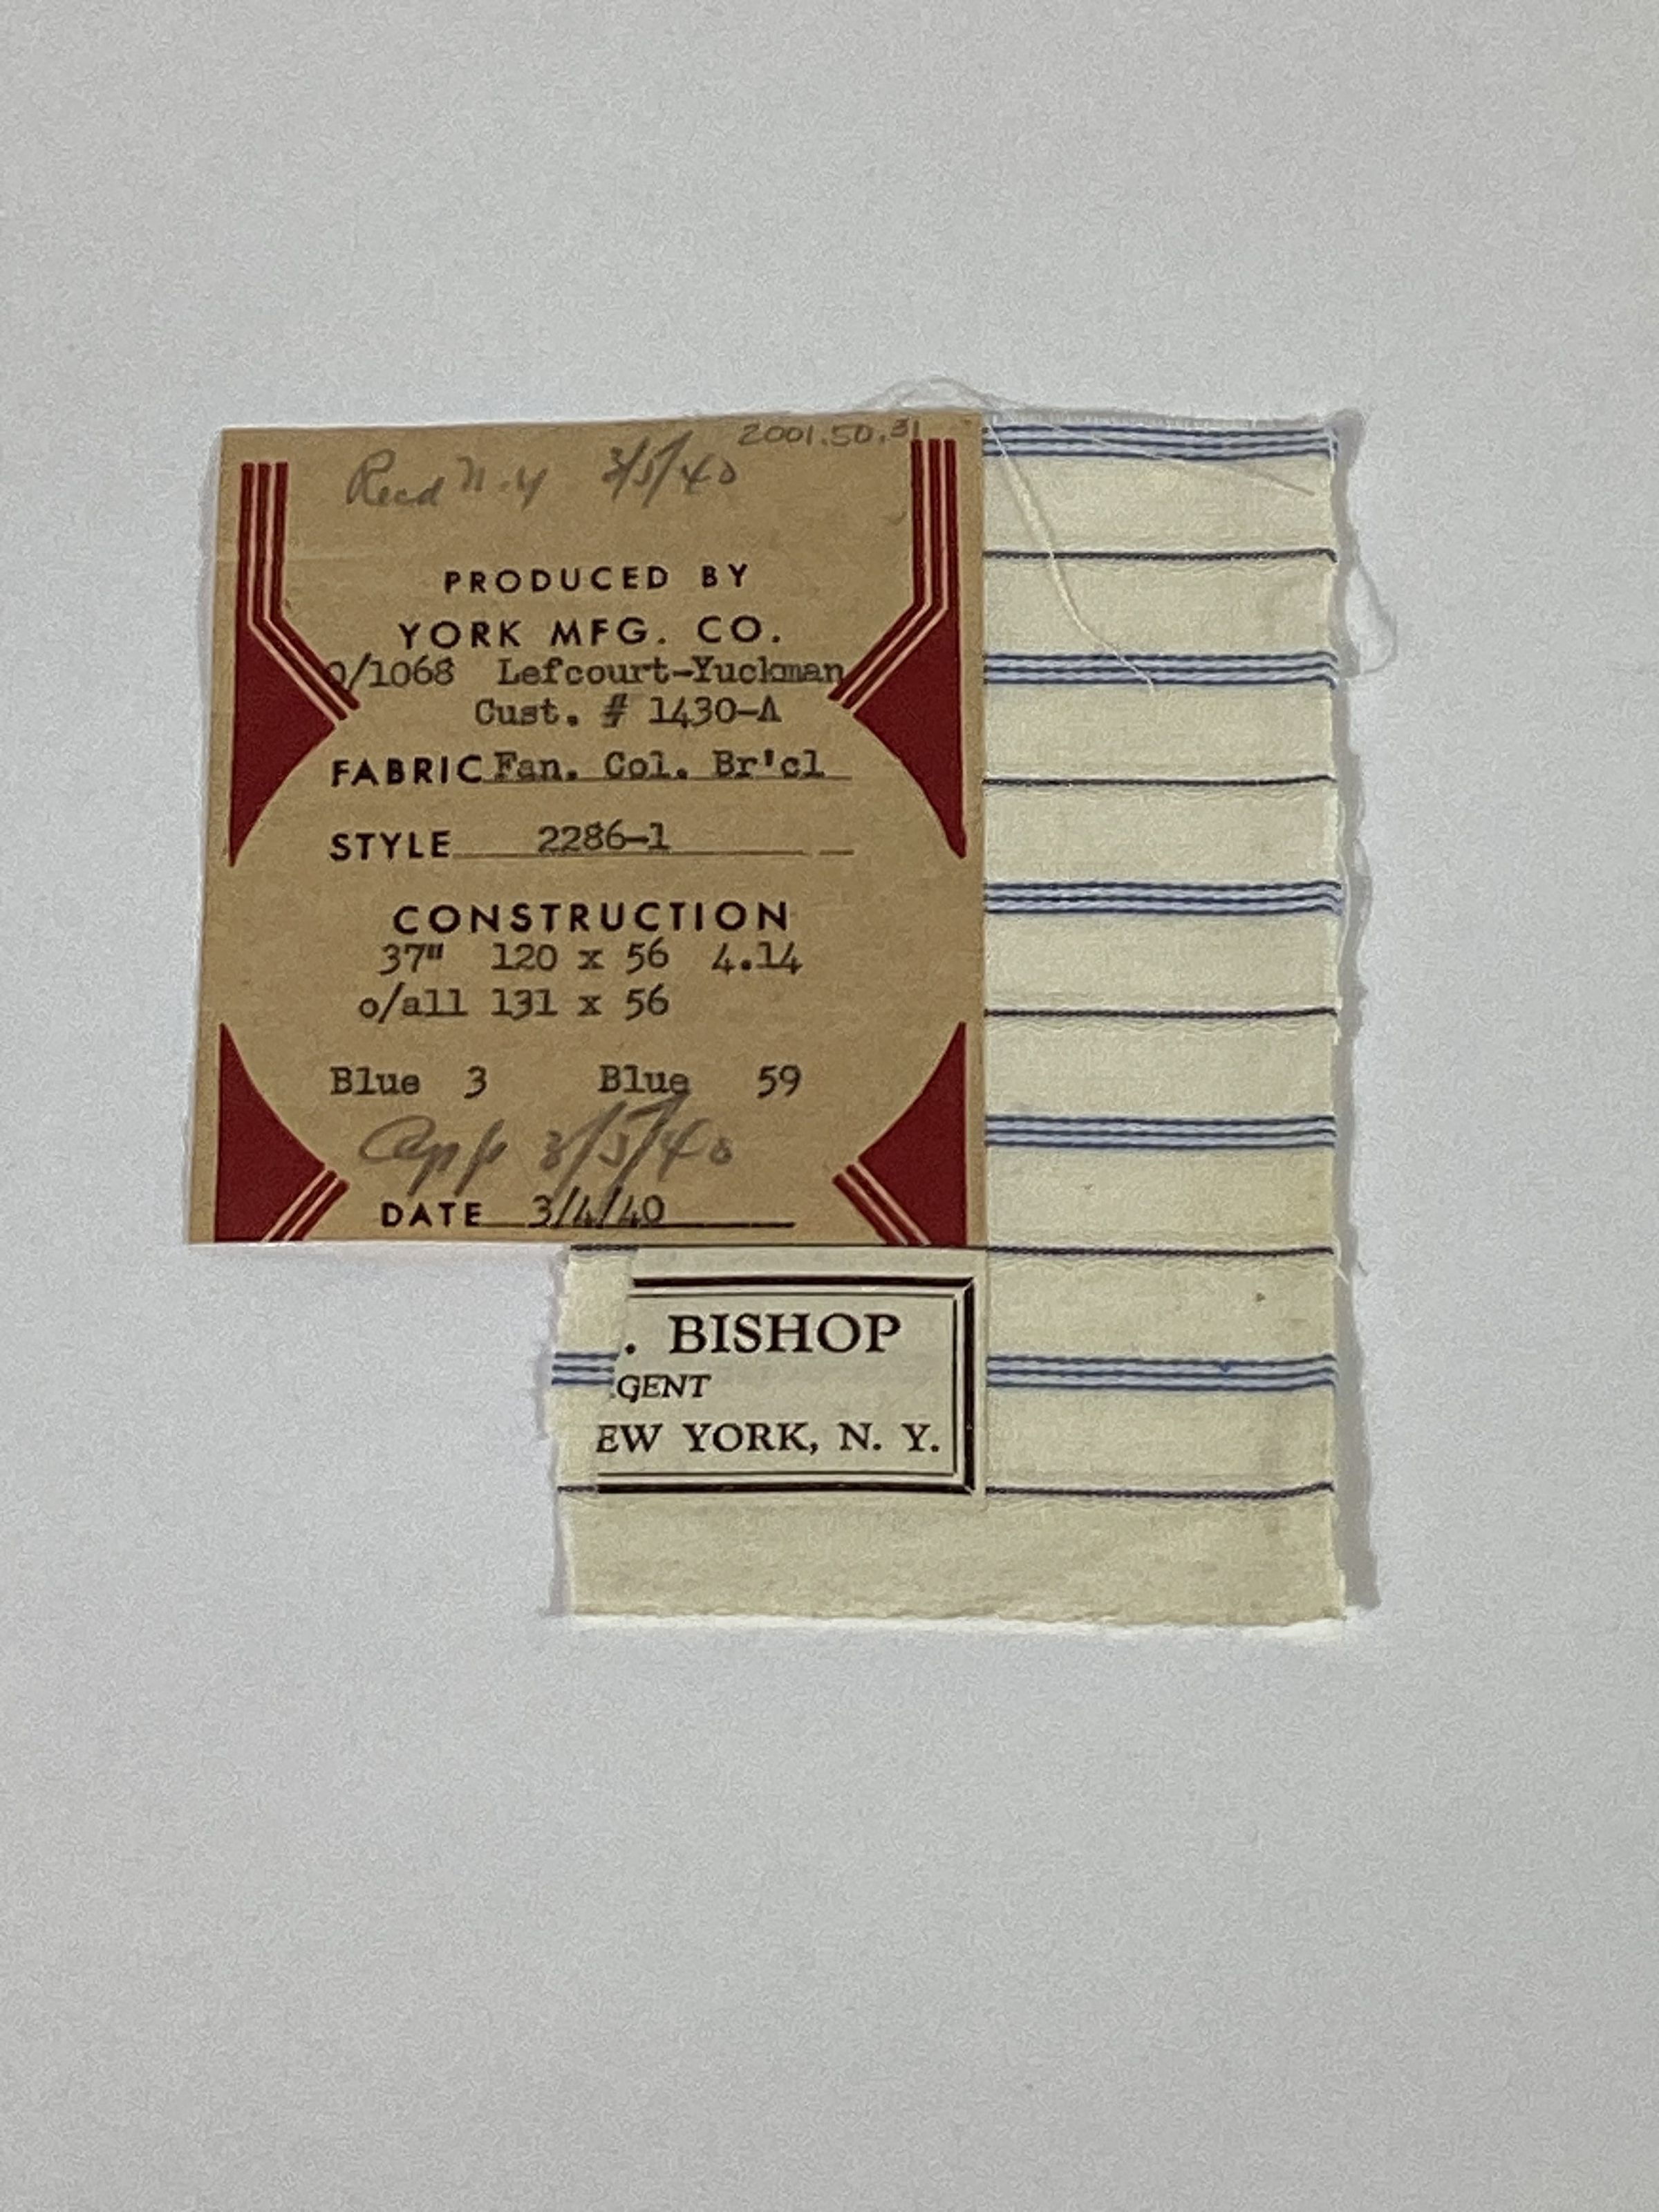 2001.50.31
Recd N.Y 3/5/40
PRODUCED BY
YORK MFG. CO.
0/1068 Lefcourt-Yuckman
Cust. # 1430-A
FABRIC Fan. Col. Br'cl
STYLE 2286-1
CONSTRUCTION
37" 120 x 56 4.14
o/all 131 x 56
Blue 3 Blue 59
App 3/5/40
DATE 3/4/40
. BISHOP
GENT
EW YORK, N. Y.